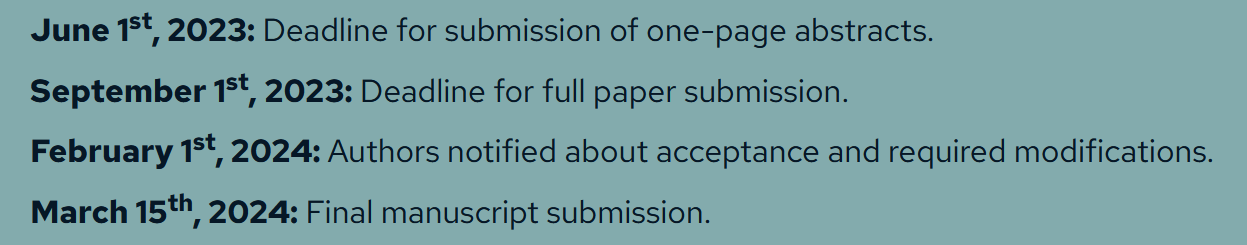 June 1st, 2023: Deadline for submission of one-page abstracts.
September 1st, 2023: Deadline for full paper submission.
February 1st, 2024: Authors notified about acceptance and required modifications.
March 15th, 2024: Final manuscript submission.